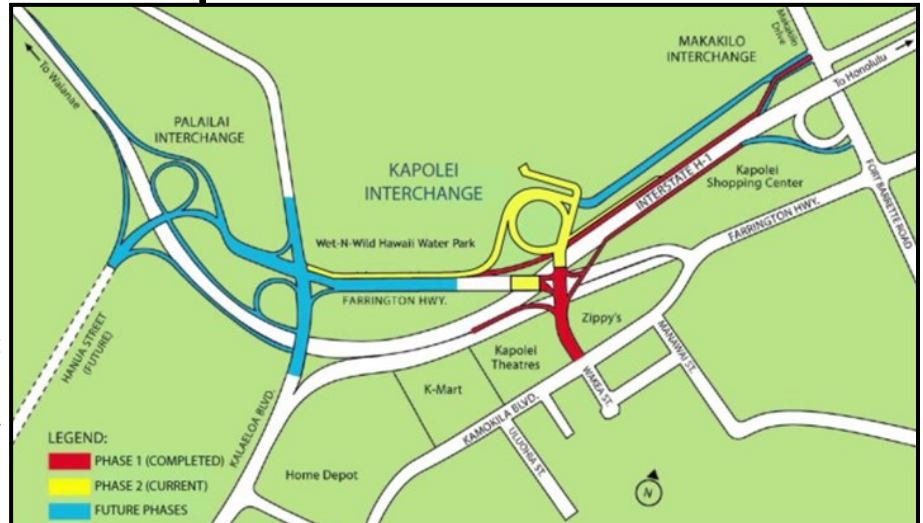 To Waianae
PALAILAI
INTERCHANGE
KAPOLEI
INTERCHANGE
MAKAKILO
INTERCHANGE
Makakilo
Drive
To Honolulu
INTERSTATE H-1
Kapolei
Shopping Center
FORT BARRETTE ROAD
FARRINGTON HWY.
Wet-N-Wild Hawaii Water Park
FARRINGTON HWY.
HANUA STREET
(FUTURE)
KALAELOA BLVD.
Zippy's
Kapolei
Theatres
K-Mart
WAKEA ST.
MANAWAI ST.
KAMOKILA BLVD.
ULUOHIA ST.
Home Depot
LEGEND:
PHASE 1 (COMPLETED)
PHASE 2 (CURRENT)
FUTURE PHASES
N